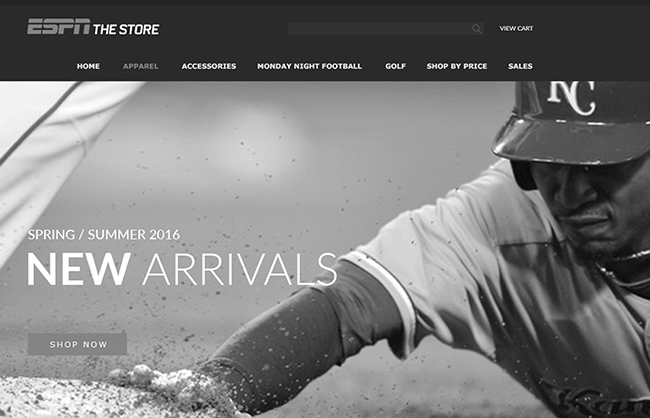 ESPN THE STORE
VIEW CART
HOME APPAREL ACCESSORIES MONDAY NIGHT FOOTBALL GOLF SHOP BY PRICE SALES
KC
SPRING / SUMMER 2016
NEW ARRIVALS
SHOP NOW